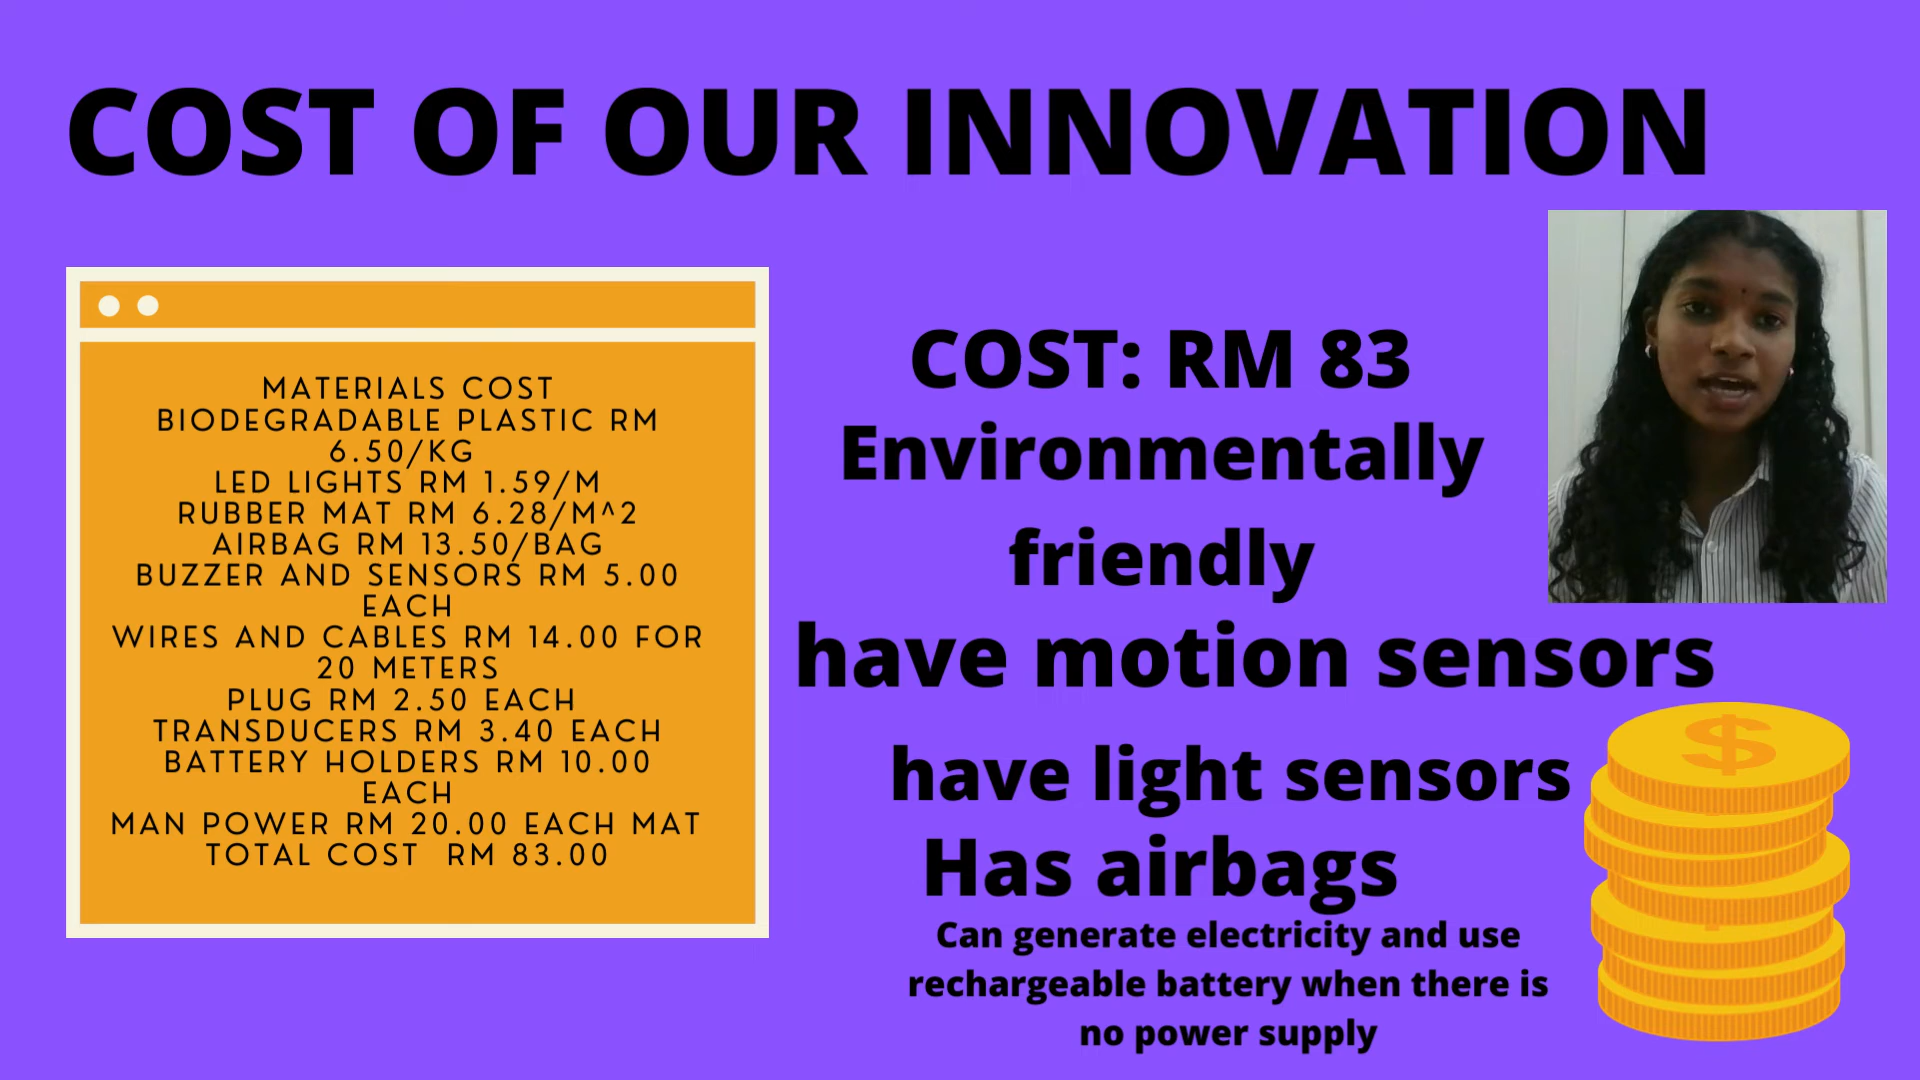 COST OF OUR INNOVATION
MATERIALS COST
BIODEGRADABLE PLASTIC RM
6.50/KG
LED LIGHTS RM 1.59/M
RUBBER MAT RM 6.28/M^2
AIRBAG RM 13.50/BAG
BUZZER AND SENSORS RM 5.00
EACH
WIRES AND CABLES RM 14.00 FOR
20 METERS
PLUG RM 2.50 EACH
TRANSDUCERS RM 3.40 EACH
BATTERY HOLDERS RM 10.00
EACH
MAN POWER RM 20.00 EACH MAT
TOTAL COST RM 83.00
COST: RM 83
Environmentally
friendly
have motion sensors
have light sensors
Has airbags
Can generate electricity and use
rechargeable battery when there is
no power supply
$